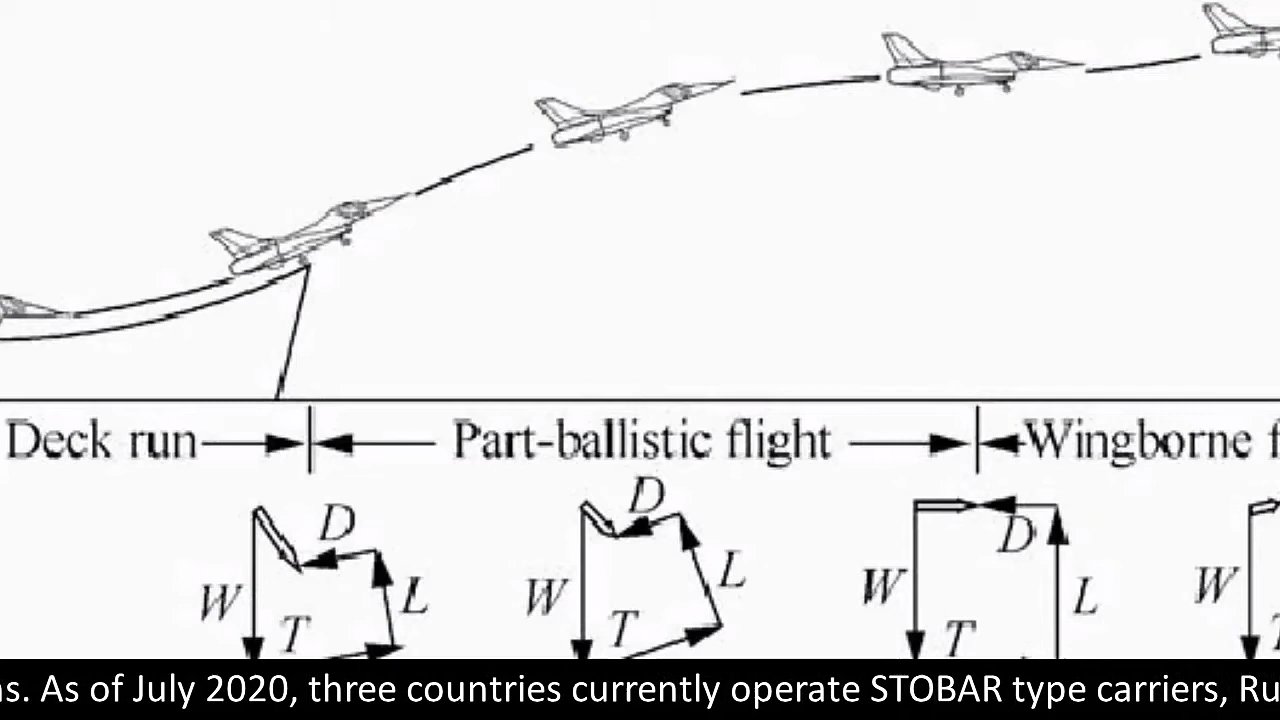 Deck run Part-ballistic flight Wingborne f
D D
W L W L W D L W
T T T T
ns. As of July 2020, three countries currently operate STOBAR type carriers, Ru